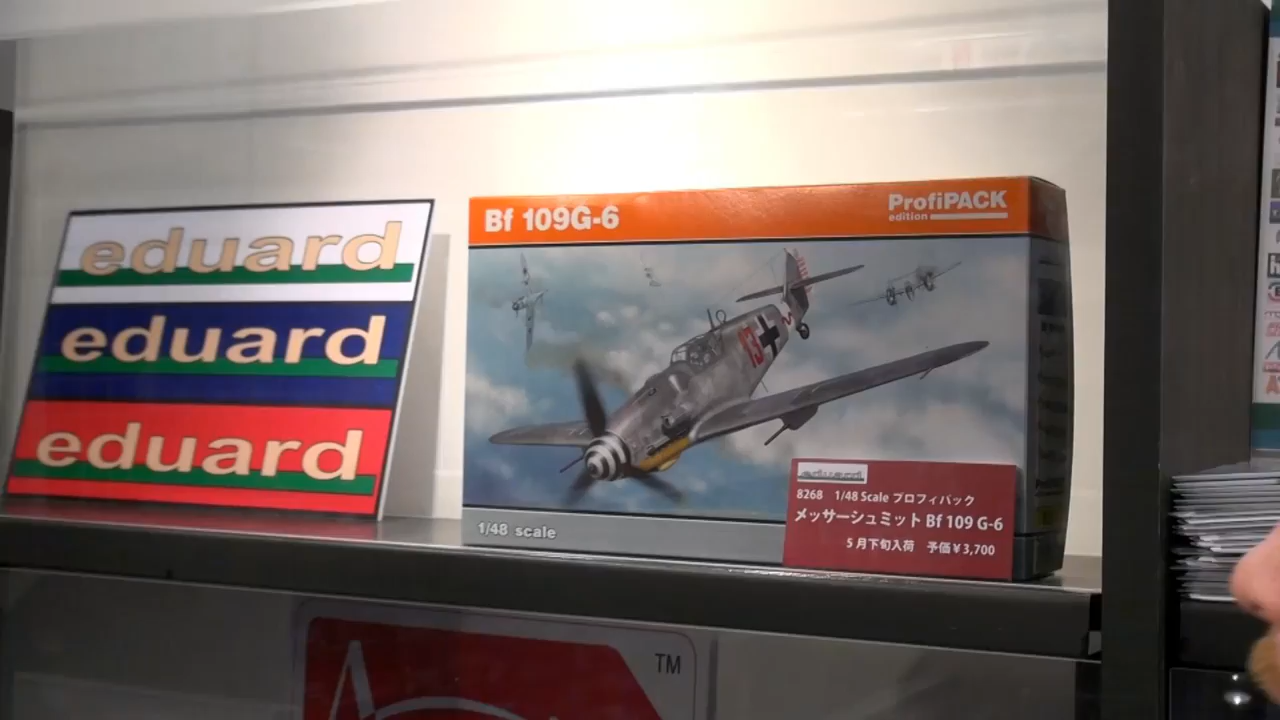 eduard
eduard
eduard
Bf 109G-6
ProfiPACK
edition
1/48 scale
eduard
8268 1/48 Scale プロフィパック
メッサーシュミット Bf 109 G-6
5月下旬入荷 予価¥3,700
TM